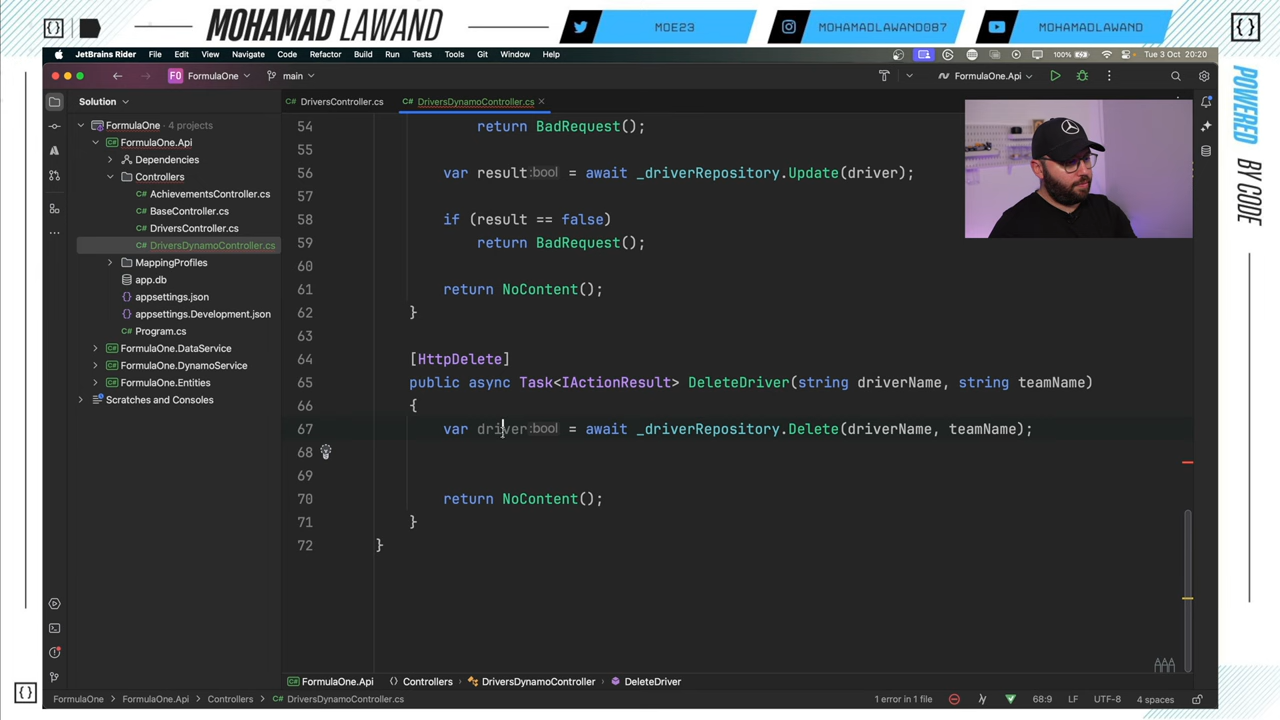 MOHAMAD LAWAND
MOE23
MOHAMADLAWAND087
MOHAMADLAWAND
POWERED BY CODE
JetBrains Rider File Edit View Navigate Code Refactor Build Run Tests Tools Git Window Help
100% Tue 3 Oct 20:20
FO FormulaOne main
FormulaOne.Api
Solution
DriversController.cs
DriversDynamoController.cs
FormulaOne · 4 projects
FormulaOne.Api
Dependencies
Controllers
C# AchievementsController.cs
C# BaseController.cs
C# DriversController.cs
C# DriversDynamoController.cs
MappingProfiles
app.db
{} appsettings.json
{} appsettings.Development.json
C# Program.cs
FormulaOne.DataService
FormulaOne.DynamoService
FormulaOne.Entities
Scratches and Consoles
54 return BadRequest();
55
56 var result:bool = await _driverRepository.Update(driver);
57
58 if (result == false)
59 return BadRequest();
60
61 return NoContent();
62 }
63
64 [HttpDelete]
65 public async Task<IActionResult> DeleteDriver(string driverName, string teamName)
66 {
67 var driver:bool = await _driverRepository.Delete(driverName, teamName);
68
69
70 return NoContent();
71 }
72 }
FormulaOne.Api {} Controllers DriversDynamoController DeleteDriver
FormulaOne > FormulaOne.Api > Controllers > C# DriversDynamoController.cs
1 error in 1 file 68:9 LF UTF-8 4 spaces